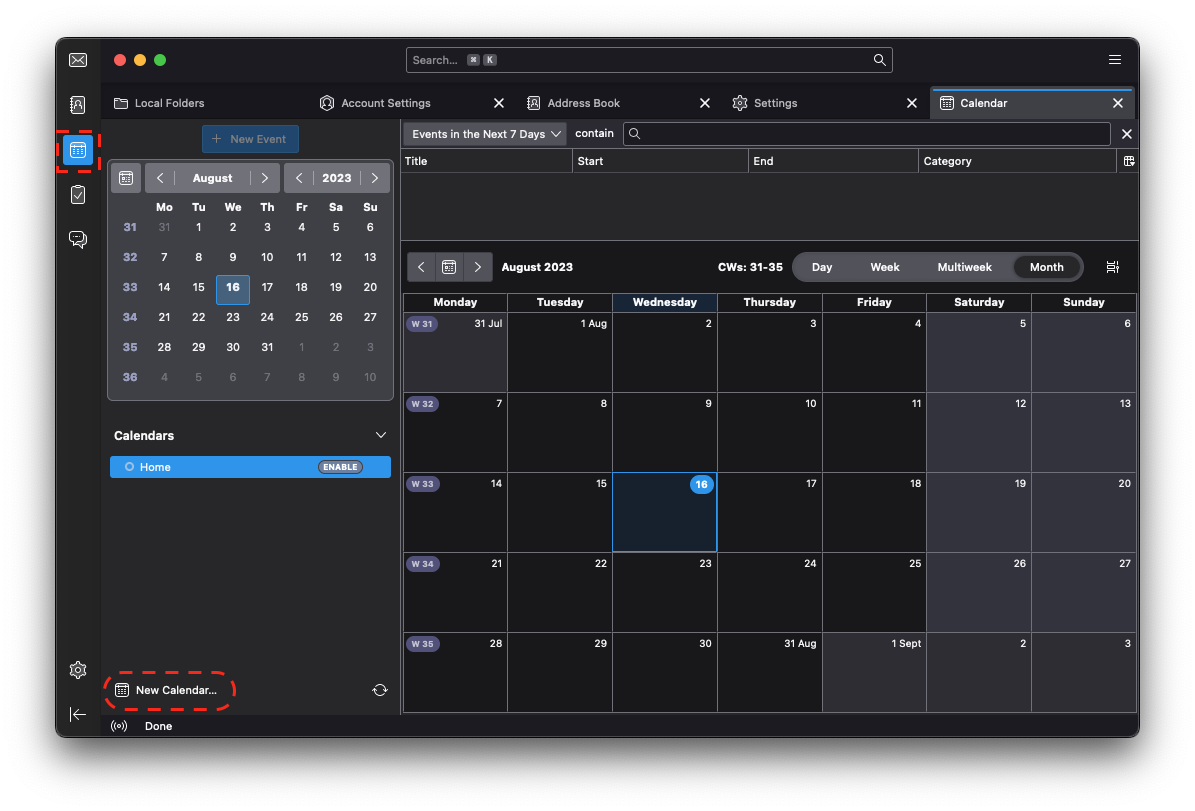 Search... ⌘ K
Local Folders Account Settings Address Book Settings Calendar
New Event
August 2023
Mo Tu We Th Fr Sa Su
31 31 1 2 3 4 5 6
32 7 8 9 10 11 12 13
33 14 15 16 17 18 19 20
34 21 22 23 24 25 26 27
35 28 29 30 31 1 2 3
36 4 5 6 7 8 9 10
Calendars
Home ENABLE
New Calendar...
Done
Events in the Next 7 Days contain
Title Start End Category
August 2023 CWs: 31-35 Day Week Multiweek Month
Monday Tuesday Wednesday Thursday Friday Saturday Sunday
W 31 31 Jul 1 Aug 2 3 4 5 6
W 32 7 8 9 10 11 12 13
W 33 14 15 16 17 18 19 20
W 34 21 22 23 24 25 26 27
W 35 28 29 30 31 Aug 1 Sept 2 3